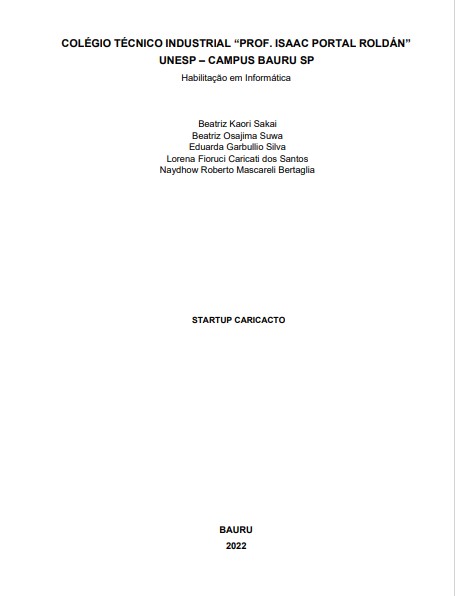 COLÉGIO TÉCNICO INDUSTRIAL “PROF. ISAAC PORTAL ROLDÁN”
UNESP – CAMPUS BAURU SP
Habilitação em Informática
Beatriz Kaori Sakai
Beatriz Osajima Suwa
Eduarda Garbullio Silva
Lorena Fioruci Caricati dos Santos
Naydhow Roberto Mascareli Bertaglia
STARTUP CARICACTO
BAURU
2022